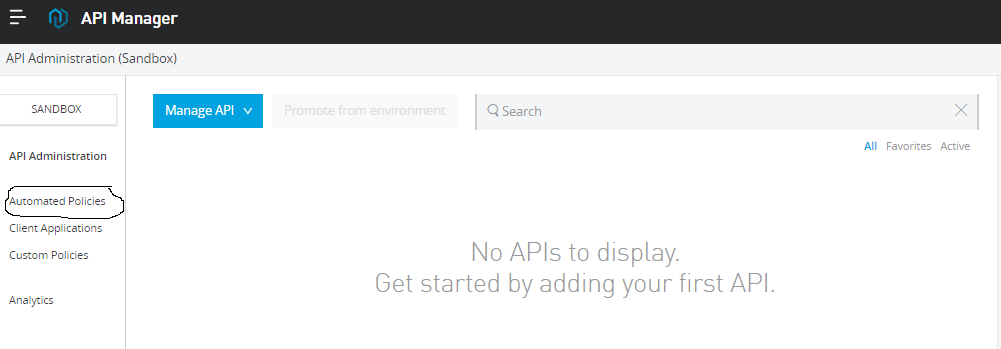 API Manager
API Administration (Sandbox)
SANDBOX
API Administration
Automated Policies
Client Applications
Custom Policies
Analytics
Manage API
Promote from environment
Search
All Favorites Active
No APIs to display.
Get started by adding your first API.